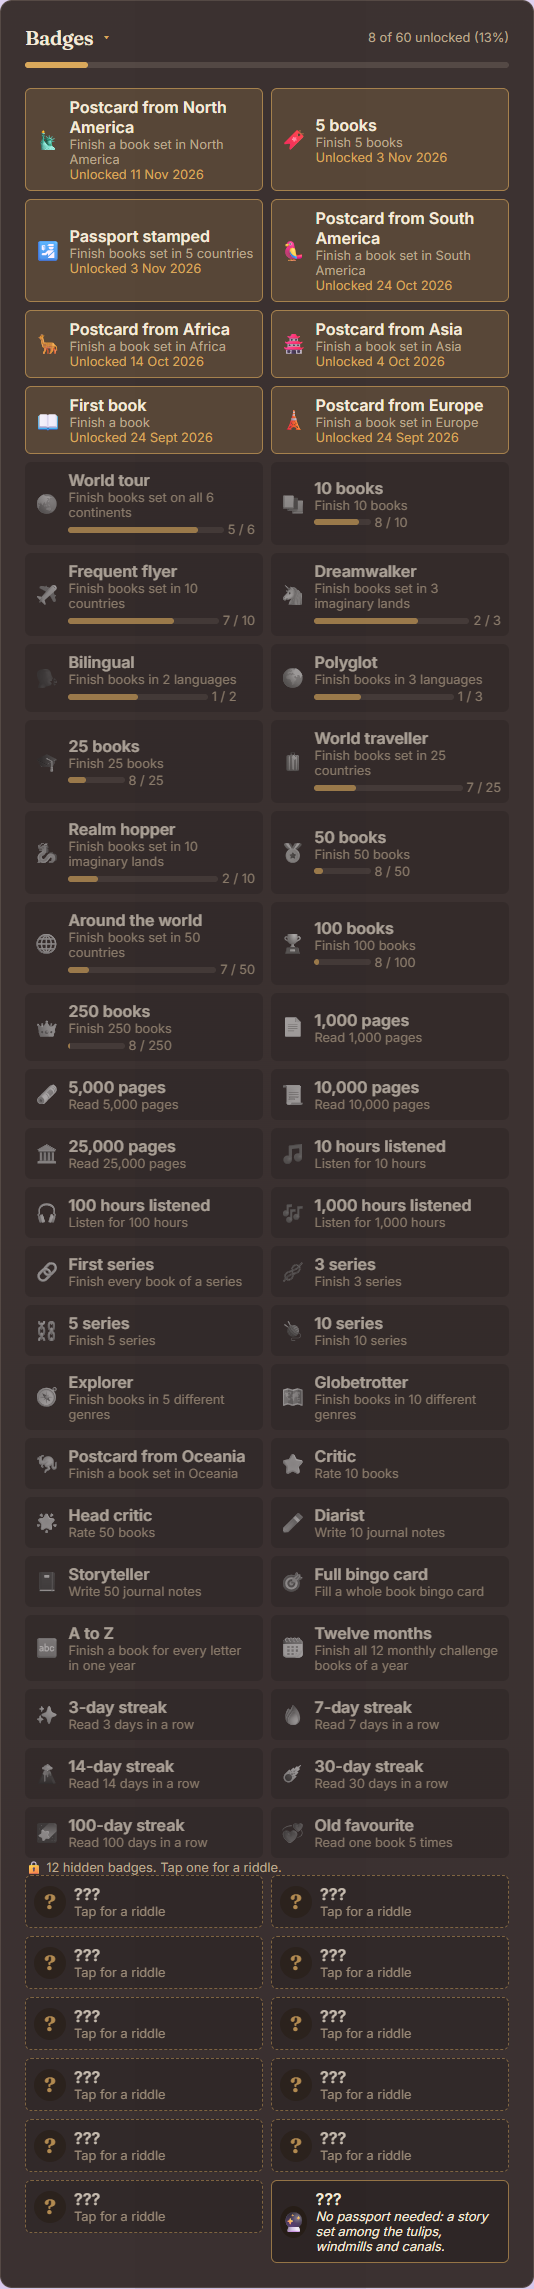 Badges
8 of 60 unlocked (13%)
Postcard from North
America
Finish a book set in North
America
Unlocked 11 Nov 2026
5 books
Finish 5 books
Unlocked 3 Nov 2026
Passport stamped
Finish books set in 5 countries
Unlocked 3 Nov 2026
Postcard from South
America
Finish a book set in South
America
Unlocked 24 Oct 2026
Postcard from Africa
Finish a book set in Africa
Unlocked 14 Oct 2026
Postcard from Asia
Finish a book set in Asia
Unlocked 4 Oct 2026
First book
Finish a book
Unlocked 24 Sept 2026
Postcard from Europe
Finish a book set in Europe
Unlocked 24 Sept 2026
World tour
Finish books set on all 6
continents
5 / 6
10 books
Finish 10 books
8 / 10
Frequent flyer
Finish books set in 10
countries
7 / 10
Dreamwalker
Finish books set in 3
imaginary lands
2 / 3
Bilingual
Finish books in 2 languages
1 / 2
Polyglot
Finish books in 3 languages
1 / 3
25 books
Finish 25 books
8 / 25
World traveller
Finish books set in 25
countries
7 / 25
Realm hopper
Finish books set in 10
imaginary lands
2 / 10
50 books
Finish 50 books
8 / 50
Around the world
Finish books set in 50
countries
7 / 50
100 books
Finish 100 books
8 / 100
250 books
Finish 250 books
8 / 250
1,000 pages
Read 1,000 pages
5,000 pages
Read 5,000 pages
10,000 pages
Read 10,000 pages
25,000 pages
Read 25,000 pages
10 hours listened
Listen for 10 hours
100 hours listened
Listen for 100 hours
1,000 hours listened
Listen for 1,000 hours
First series
Finish every book of a series
3 series
Finish 3 series
5 series
Finish 5 series
10 series
Finish 10 series
Explorer
Finish books in 5 different
genres
Globetrotter
Finish books in 10 different
genres
Postcard from Oceania
Finish a book set in Oceania
Critic
Rate 10 books
Head critic
Rate 50 books
Diarist
Write 10 journal notes
Storyteller
Write 50 journal notes
Full bingo card
Fill a whole book bingo card
abc
A to Z
Finish a book for every letter
in one year
Twelve months
Finish all 12 monthly challenge
books of a year
3-day streak
Read 3 days in a row
7-day streak
Read 7 days in a row
14-day streak
Read 14 days in a row
30-day streak
Read 30 days in a row
100-day streak
Read 100 days in a row
Old favourite
Read one book 5 times
12 hidden badges. Tap one for a riddle.
?
???
Tap for a riddle
?
???
Tap for a riddle
?
???
Tap for a riddle
?
???
Tap for a riddle
?
???
Tap for a riddle
?
???
Tap for a riddle
?
???
Tap for a riddle
?
???
Tap for a riddle
?
???
Tap for a riddle
?
???
Tap for a riddle
?
???
Tap for a riddle
???
No passport needed: a story
set among the tulips,
windmills and canals.